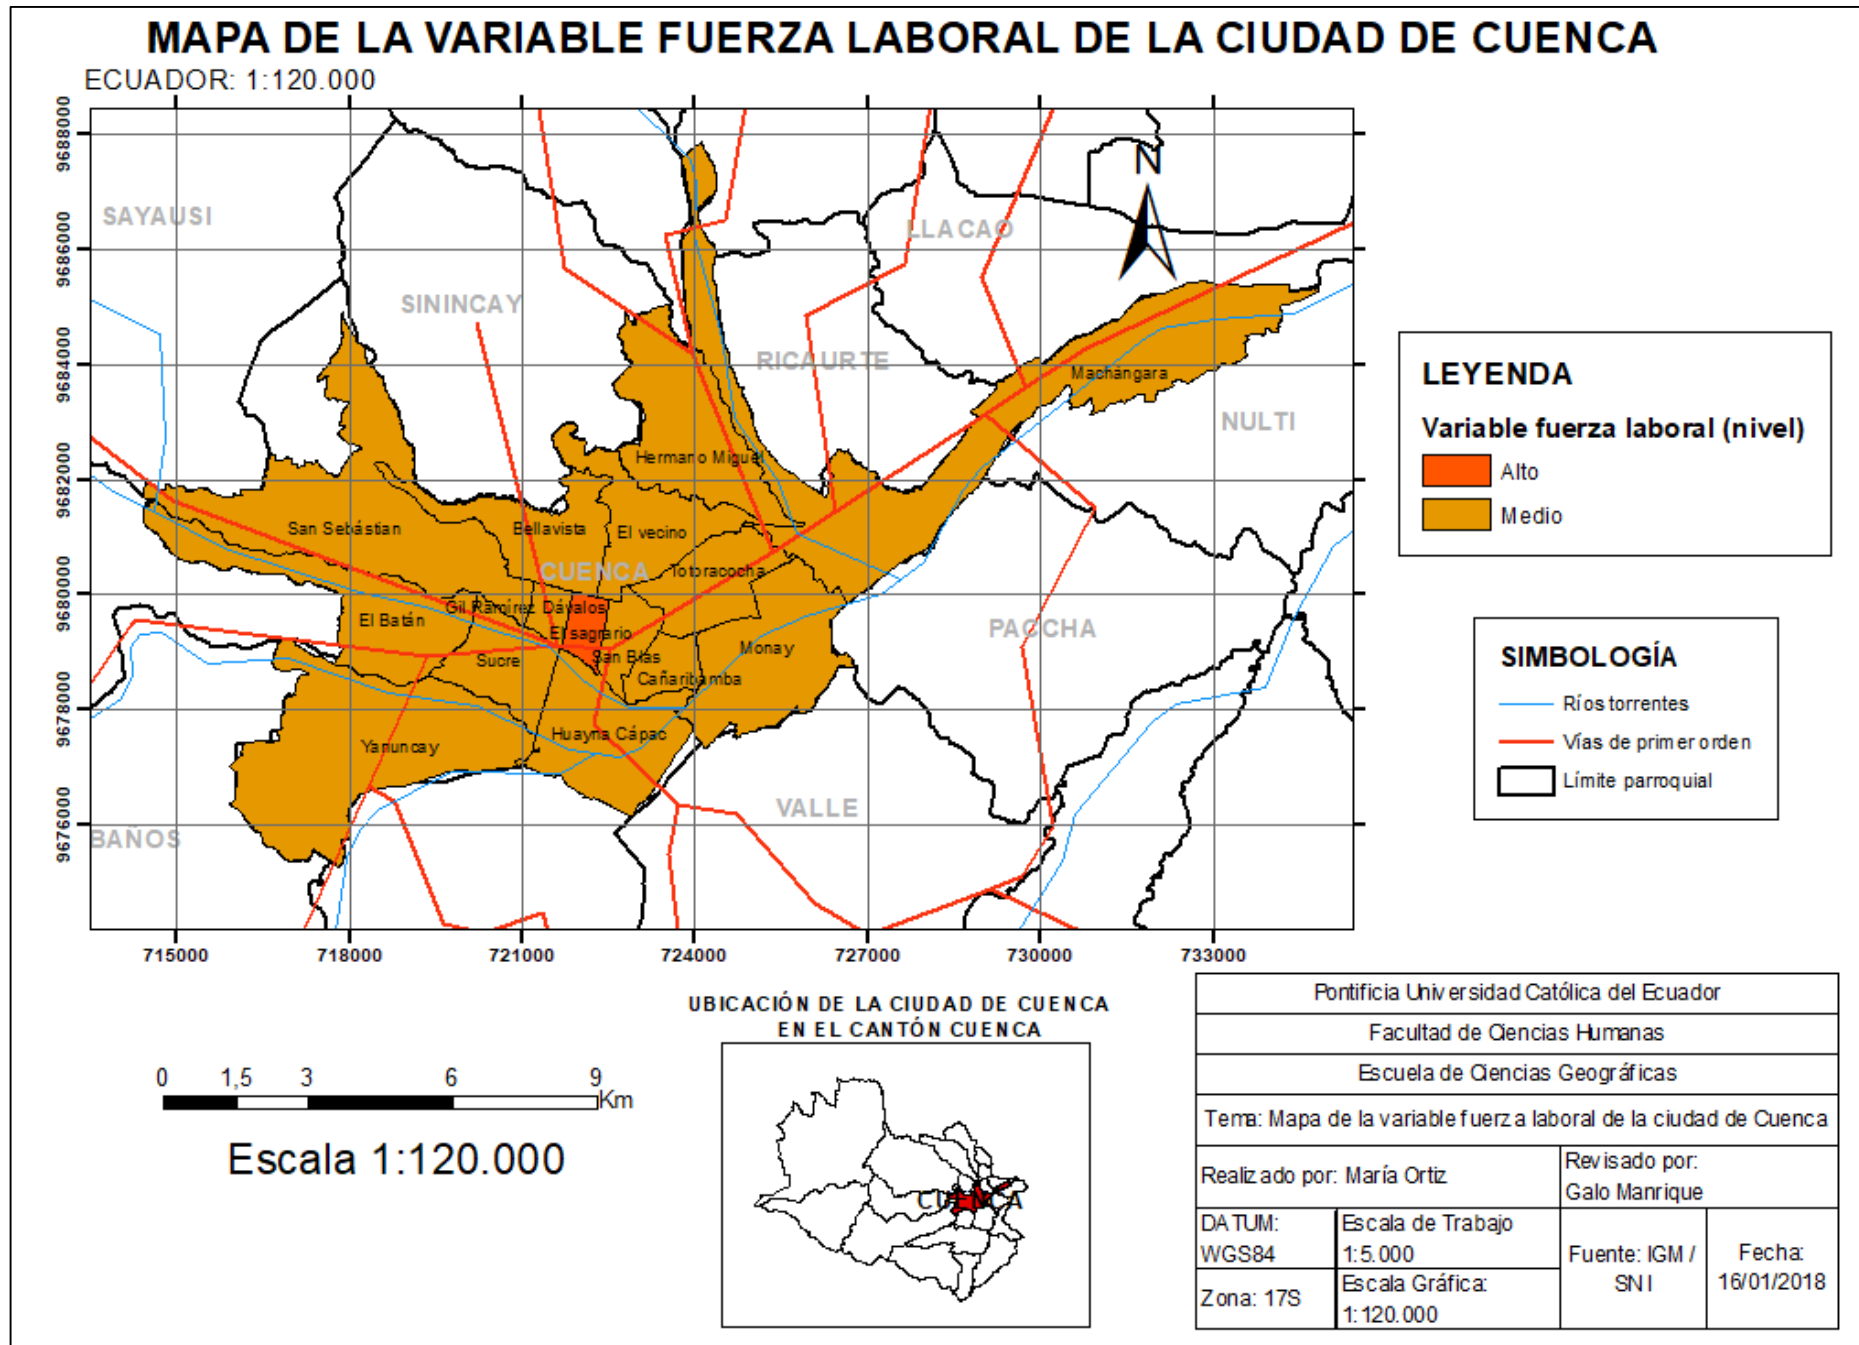 MAPA DE LA VARIABLE FUERZA LABORAL DE LA CIUDAD DE CUENCA
ECUADOR: 1:120.000
9688000
9686000
9684000
9682000
9680000
9678000
9676000
SAYAUSI
LLACAO
N
SININCAY
RICAURTE
Machángara
NULTI
Hermano Miguel
San Sebástian
Bellavista
El vecino
CUENCA
Totoracocha
Gil Ramírez Dávalos
El Batán
El sagrario
PACCHA
Sucre
San Blas
Monay
Cañaribamba
Yanuncay
Huayna Cápac
VALLE
BAÑOS
715000
718000
721000
724000
727000
730000
733000
LEYENDA
Variable fuerza laboral (nivel)
Alto
Medio
SIMBOLOGÍA
Ríos torrentes
Vías de primer orden
Límite parroquial
0 1,5 3 6 9
Km
Escala 1:120.000
UBICACIÓN DE LA CIUDAD DE CUENCA
EN EL CANTÓN CUENCA
CUENCA
Pontificia Universidad Católica del Ecuador
Facultad de Ciencias Humanas
Escuela de Ciencias Geográficas
Tema: Mapa de la variable fuerza laboral de la ciudad de Cuenca
Realizado por: María Ortiz
Revisado por:
Galo Manrique
DATUM:
WGS84
Escala de Trabajo
1:5.000
Fuente: IGM /
SNI
Fecha:
16/01/2018
Zona: 17S
Escala Gráfica:
1:120.000